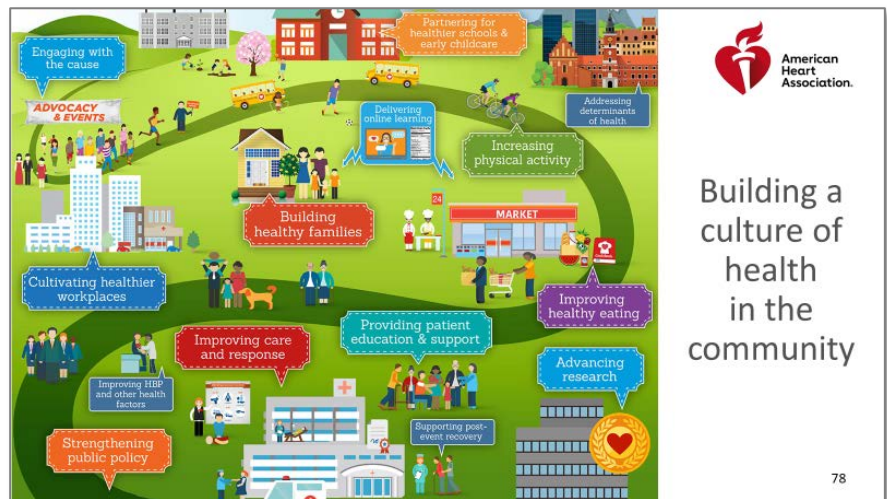 Engaging with
the cause
Partnering for
healthier schools &
early childcare
ADVOCACY
& EVENTS
Delivering
online learning
Addressing
determinants
of health
Increasing
physical activity
Building
healthy families
24
MARKET
Cultivating healthier
workplaces
Improving
healthy eating
Improving care
and response
Providing patient
education & support
Advancing
research
Improving HBP
and other health
factors
Supporting post-
event recovery
Strengthening
public policy
American
Heart
Association.
Building a
culture of
health
in the
community
78